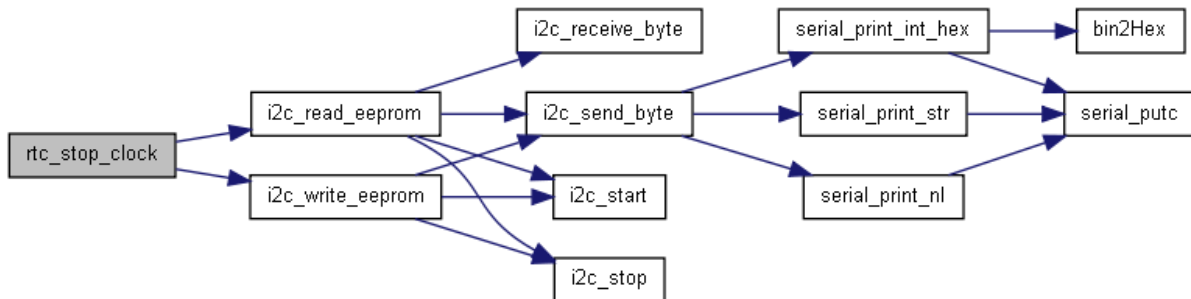 rtc_stop_clock
i2c_read_eeprom
i2c_write_eeprom
i2c_receive_byte
i2c_send_byte
i2c_start
i2c_stop
serial_print_int_hex
serial_print_str
serial_print_nl
bin2Hex
serial_putc